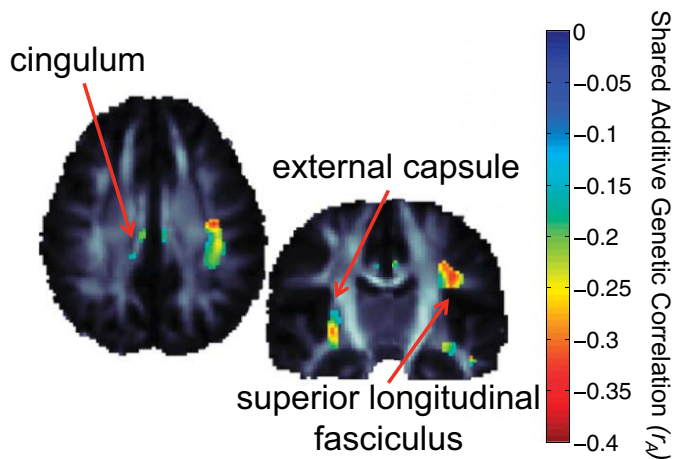 cingulum
external capsule
superior longitudinal
fasciculus
0
−0.05
−0.1
−0.15
−0.2
−0.25
−0.3
−0.35
−0.4
Shared Additive Genetic Correlation (r_A)